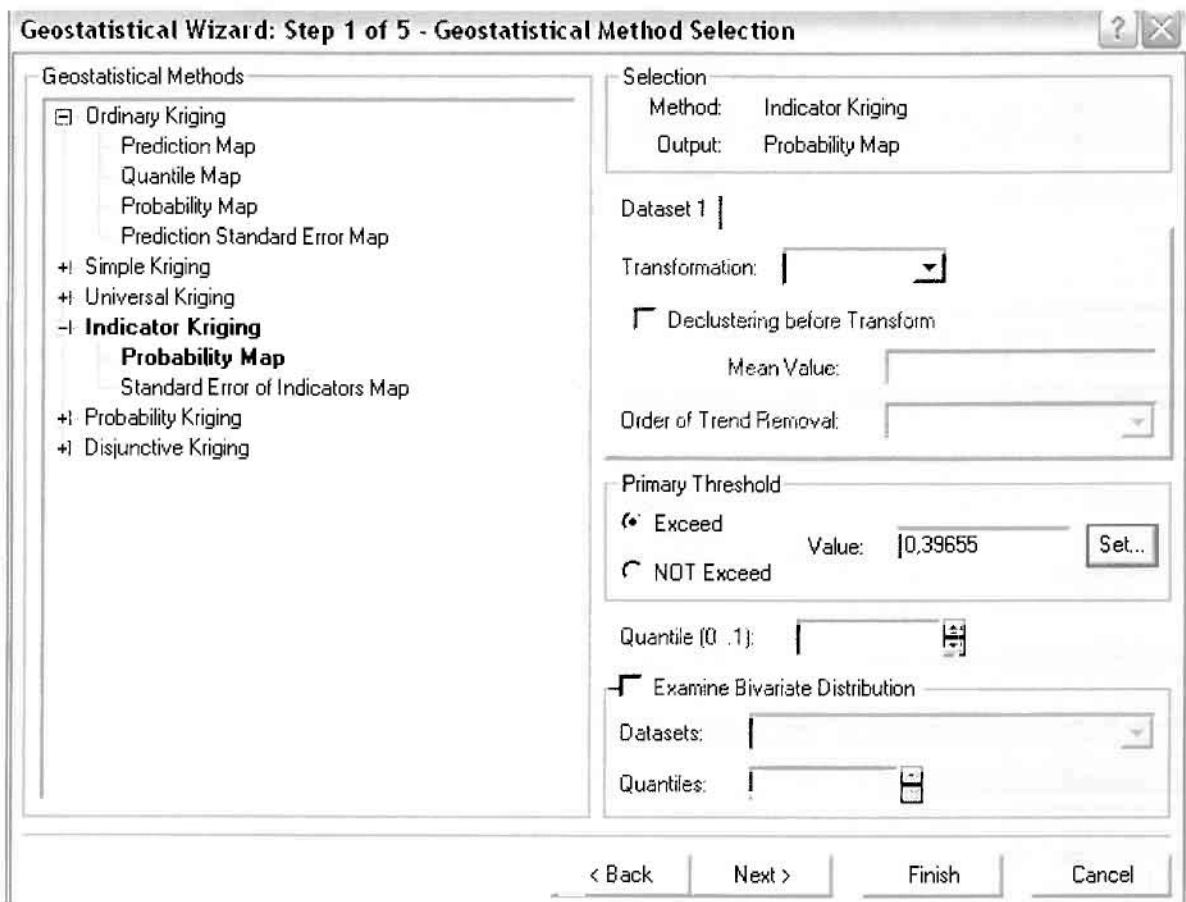 Geostatistical Wizard: Step 1 of 5 - Geostatistical Method Selection
Geostatistical Methods
Ordinary Kriging
Prediction Map
Quantile Map
Probability Map
Prediction Standard Error Map
Simple Kriging
Universal Kriging
Indicator Kriging
Probability Map
Standard Error of Indicators Map
Probability Kriging
Disjunctive Kriging
Selection
Method: Indicator Kriging
Output: Probability Map
Dataset 1
Transformation:
Declustering before Transform
Mean Value:
Order of Trend Removal:
Primary Threshold
Exceed
NOT Exceed
Value: 0,39655
Set...
Quantile (0 .1):
Examine Bivariate Distribution
Datasets:
Quantiles:
< Back
Next >
Finish
Cancel